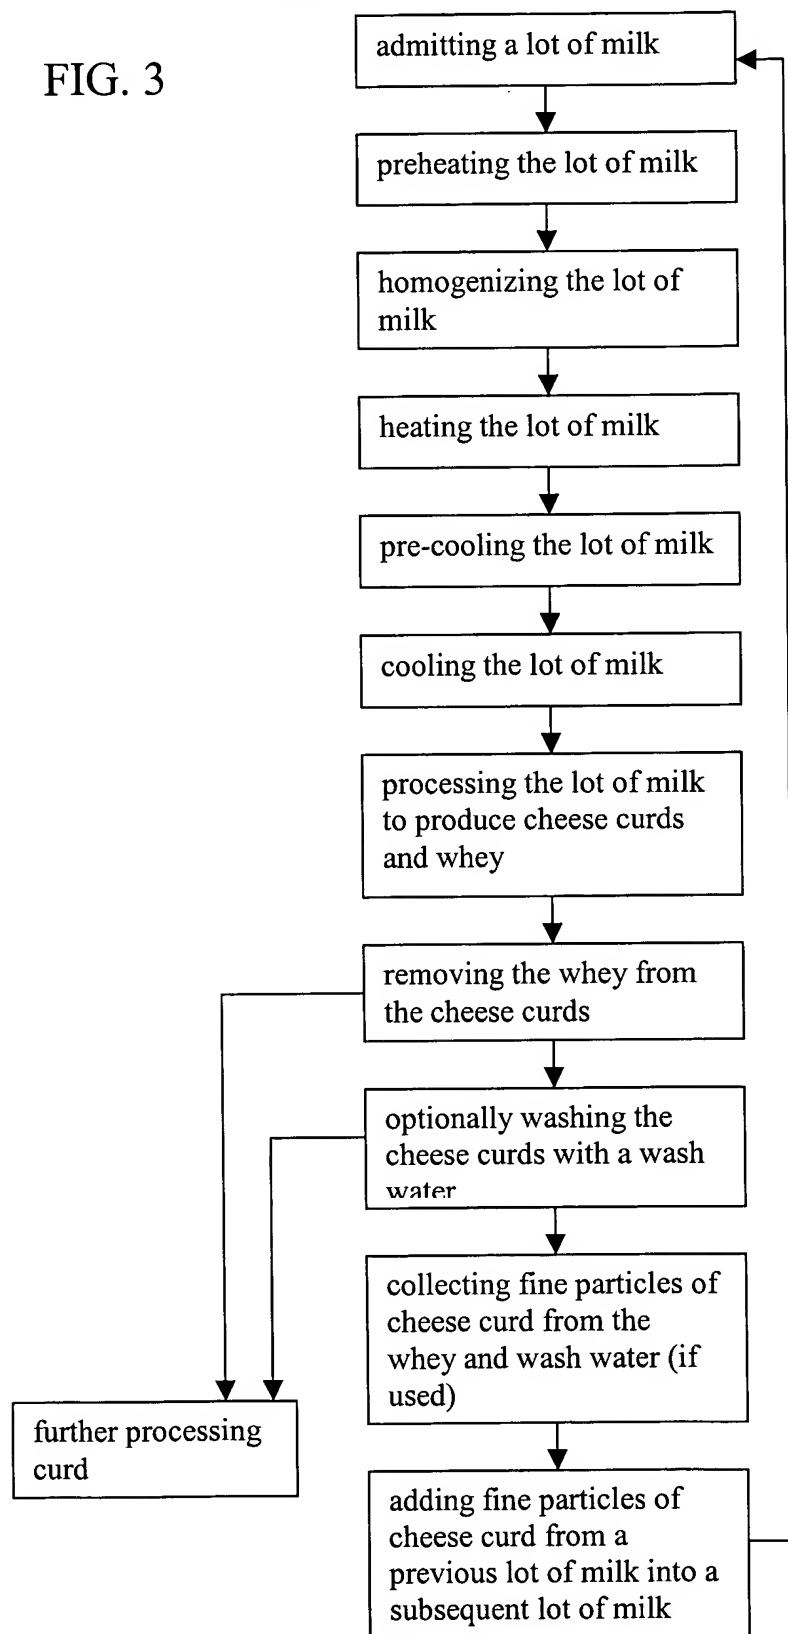 FIG. 3
admitting a lot of milk
preheating the lot of milk
homogenizing the lot of
milk
heating the lot of milk
pre-cooling the lot of milk
cooling the lot of milk
processing the lot of milk
to produce cheese curds
and whey
removing the whey from
the cheese curds
optionally washing the
cheese curds with a wash
water
collecting fine particles of
cheese curd from the
whey and wash water (if
used)
further processing
curd
adding fine particles of
cheese curd from a
previous lot of milk into a
subsequent lot of milk